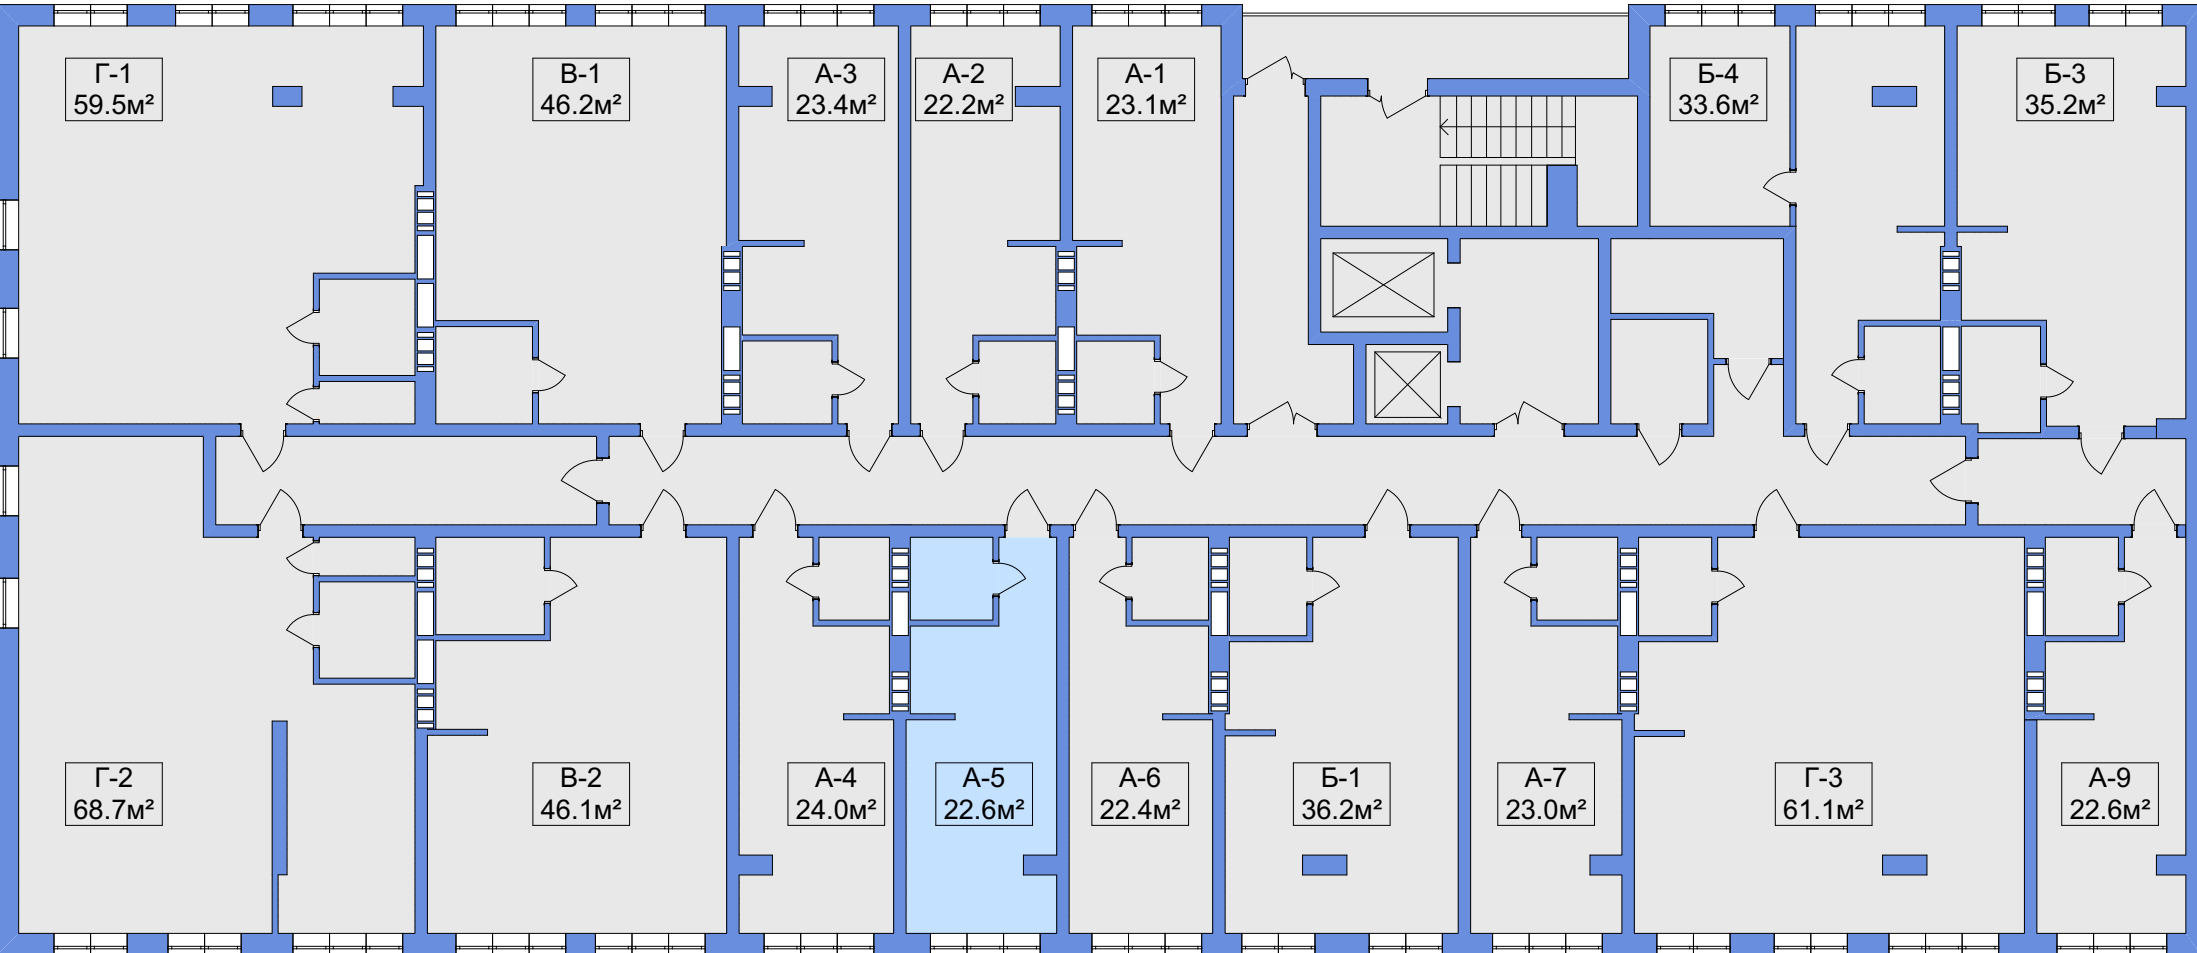 Г-1
59.5м²
В-1
46.2м²
А-3
23.4м²
А-2
22.2м²
А-1
23.1м²
Б-4
33.6м²
Б-3
35.2м²
Г-2
68.7м²
В-2
46.1м²
А-4
24.0м²
А-5
22.6м²
А-6
22.4м²
Б-1
36.2м²
А-7
23.0м²
Г-3
61.1м²
А-9
22.6м²